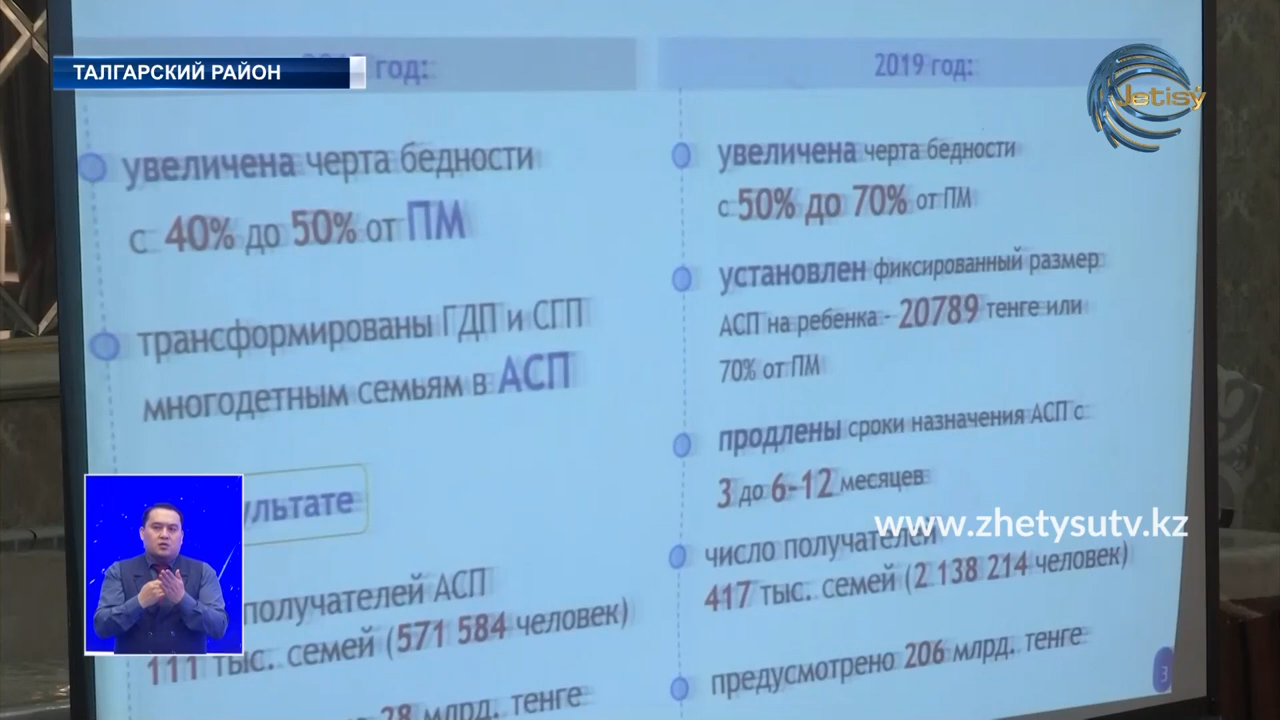 ТАЛГАРСКИЙ РАЙОН
год:
увеличена черта бедности
с 40% до 50% от ПМ
трансформированы ГДП и СГП
многодетным семьям в АСП
ультате
получателей АСП
111 тыс. семей (571 584 человек)
28 млрд. тенге
2019 год:
увеличена черта бедности
с 50% до 70% от ПМ
установлен фиксированный размер
АСП на ребенка - 20789 тенге или
70% от ПМ
продлены сроки назначения АСП с
3 до 6-12 месяцев
число получателей
417 тыс. семей (2 138 214 человек)
предусмотрено 206 млрд. тенге
3
Jetisý
www.zhetysutv.kz